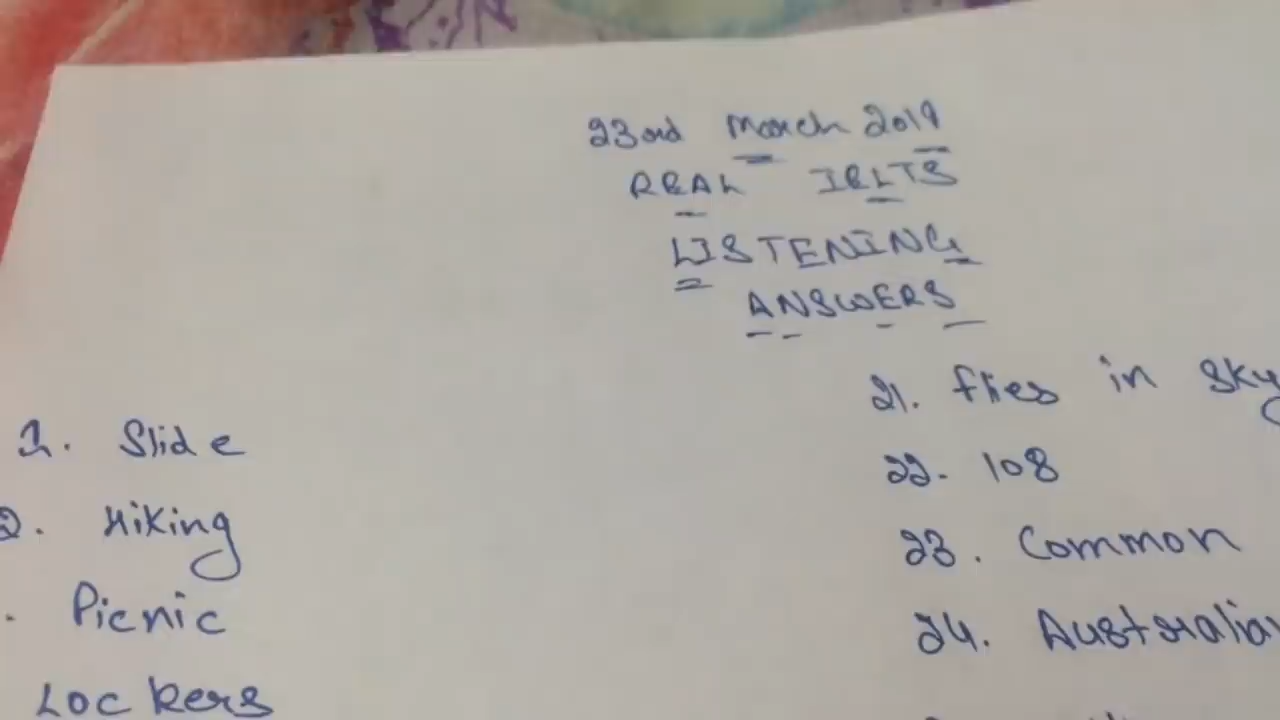 23rd March 2019
REAL IELTS
LISTENING
ANSWERS
1. Slide
2. Hiking
. Picnic
Lockers
21. flies in sky
22. 108
23. Common
24. Australian